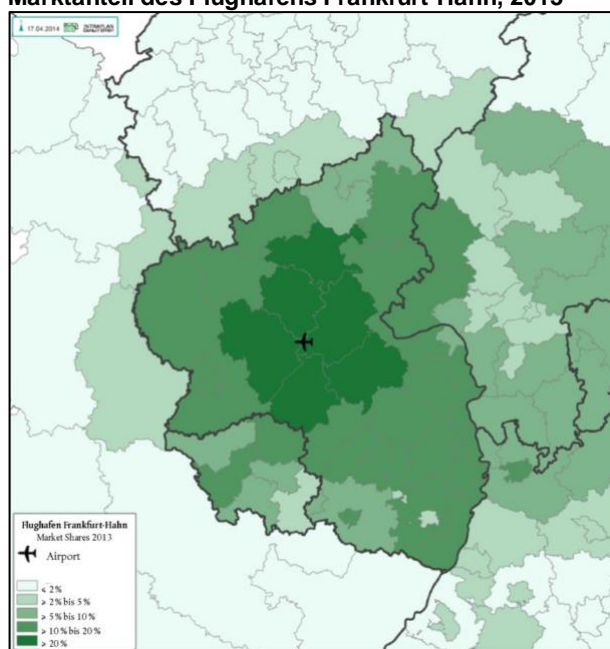 Marktanteil des Flughafens Frankfurt-Hahn, 2013
17.04.2014
Flughafen Frankfurt-Hahn
Market Shares 2013
Airport
≤ 2%
> 2% bis 5%
> 5% bis 10%
> 10% bis 20%
> 20%